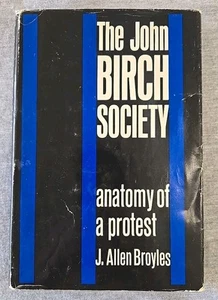 The John
BIRCH
SOCIETY
anatomy of
a protest
J. Allen Broyles